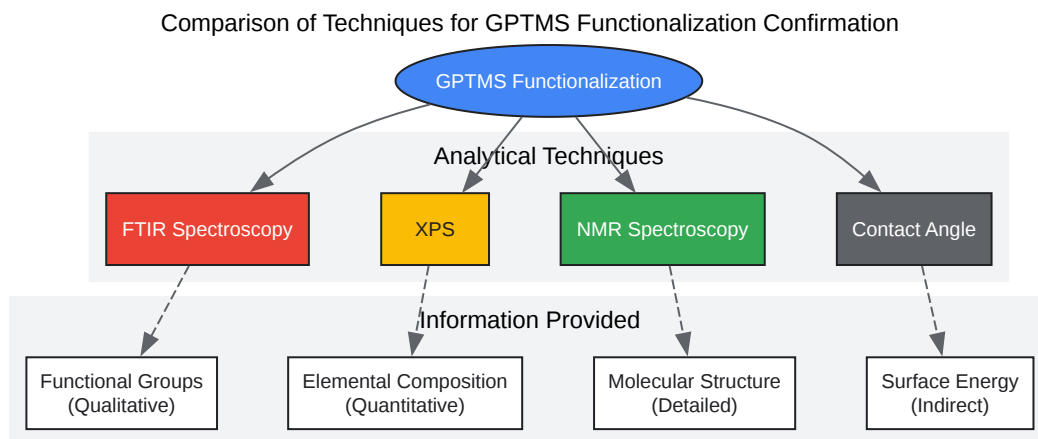 Comparison of Techniques for GPTMS Functionalization Confirmation
GPTMS Functionalization
Analytical Techniques
FTIR Spectroscopy
XPS
NMR Spectroscopy
Contact Angle
Information Provided
Functional Groups
(Qualitative)
Elemental Composition
(Quantitative)
Molecular Structure
(Detailed)
Surface Energy
(Indirect)